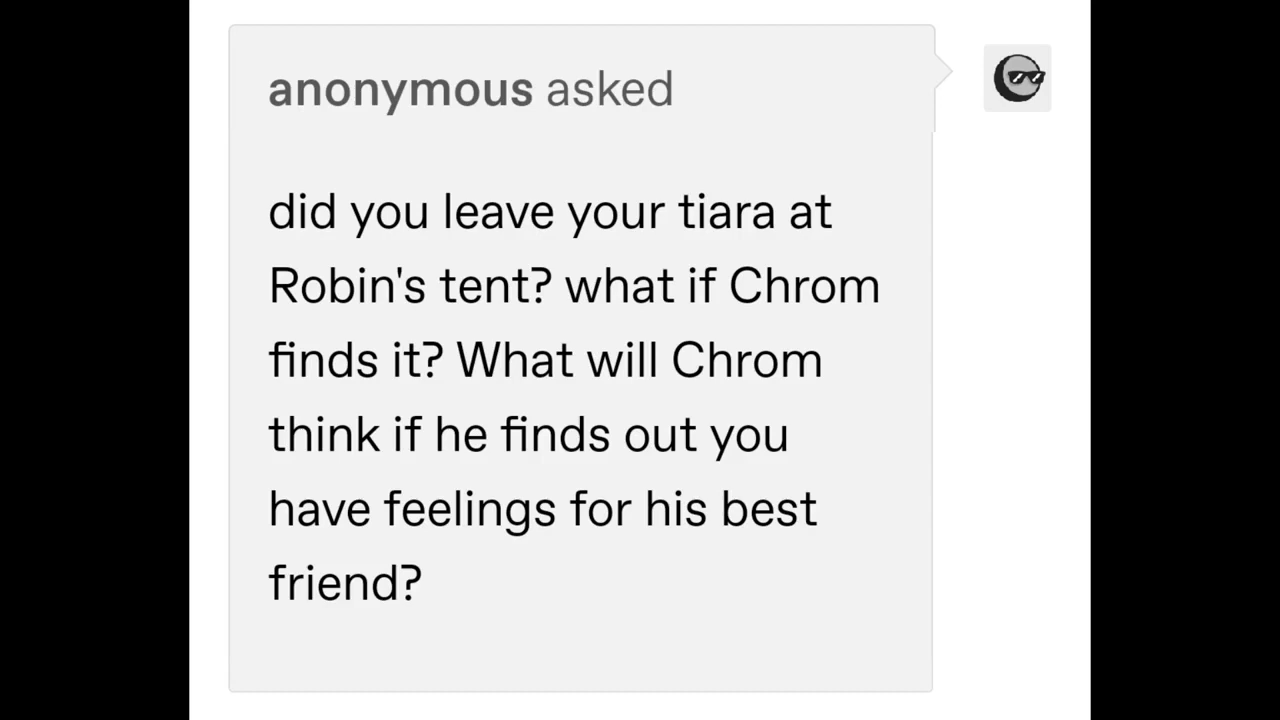 anonymous asked
did you leave your tiara at
Robin's tent? what if Chrom
finds it? What will Chrom
think if he finds out you
have feelings for his best
friend?